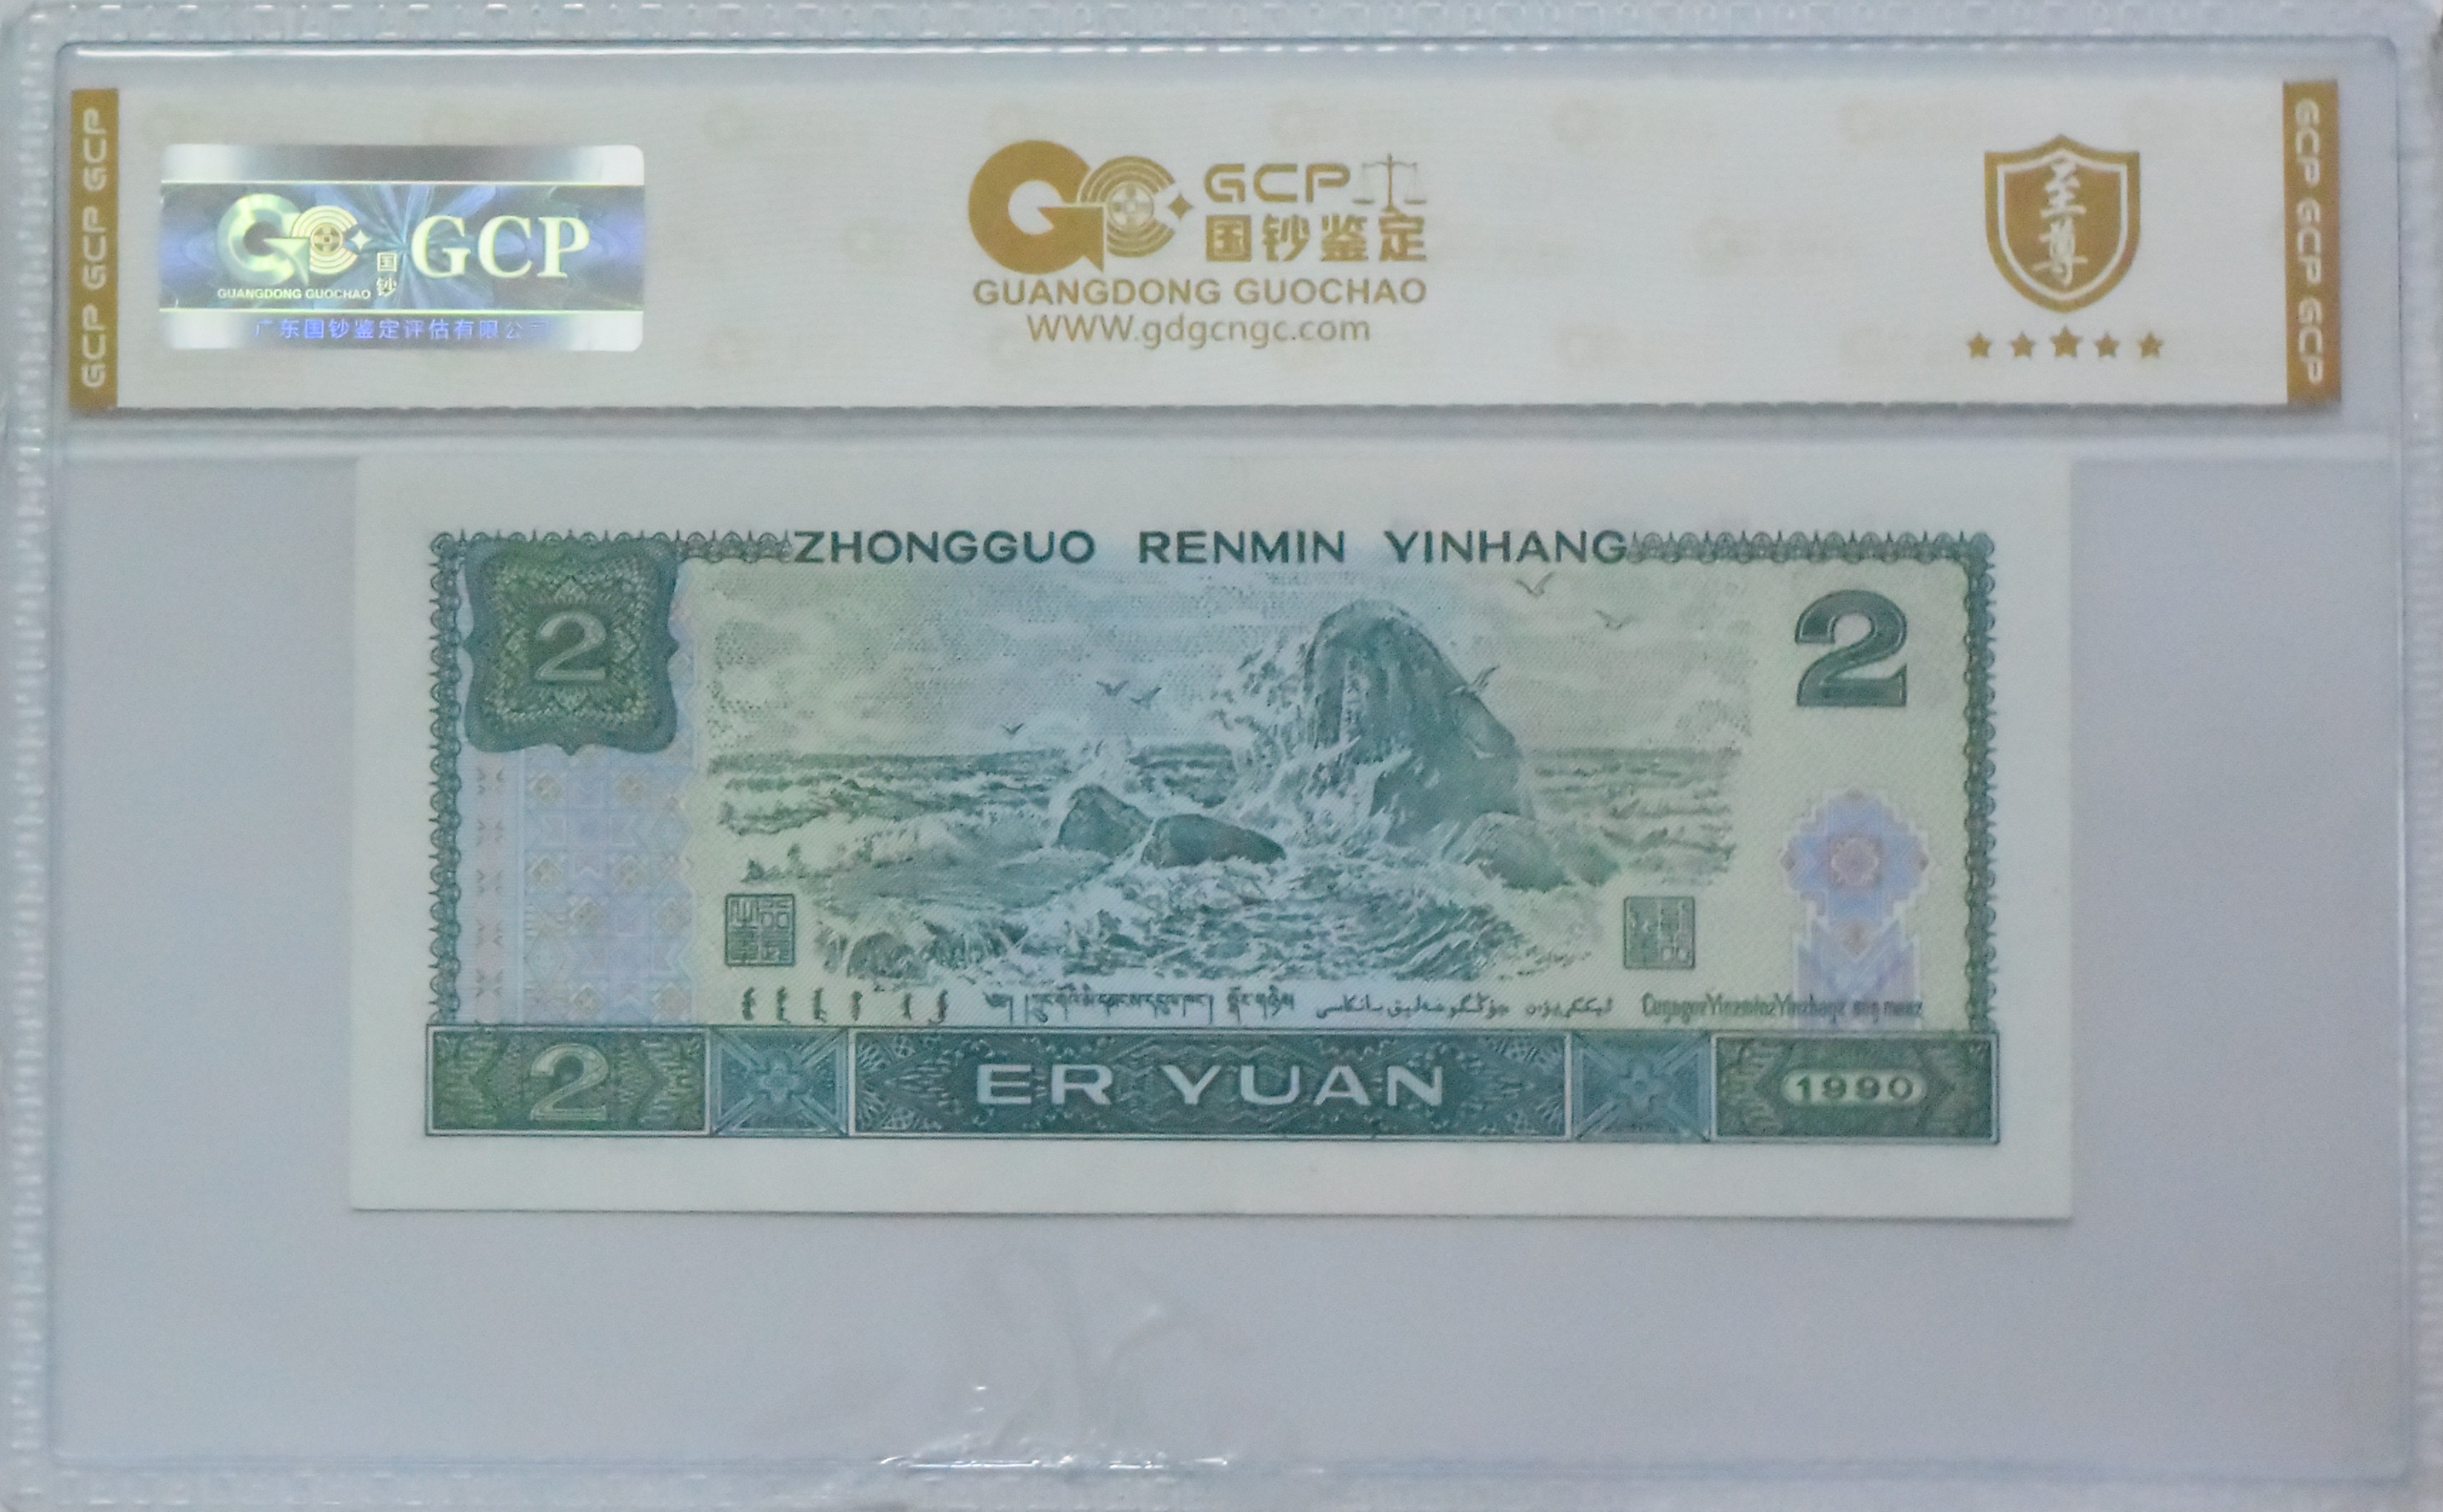 GCP GCP GCP
国钞 GCP
GUANGDONG GUOCHAO
广东国钞鉴定评估有限公司
GCP
国钞鉴定
GUANGDONG GUOCHAO
WWW.gdgcngc.com
至尊
GCP GCP GCP
ZHONGGUO RENMIN YINHANG
2
2
2
ER YUAN
1990